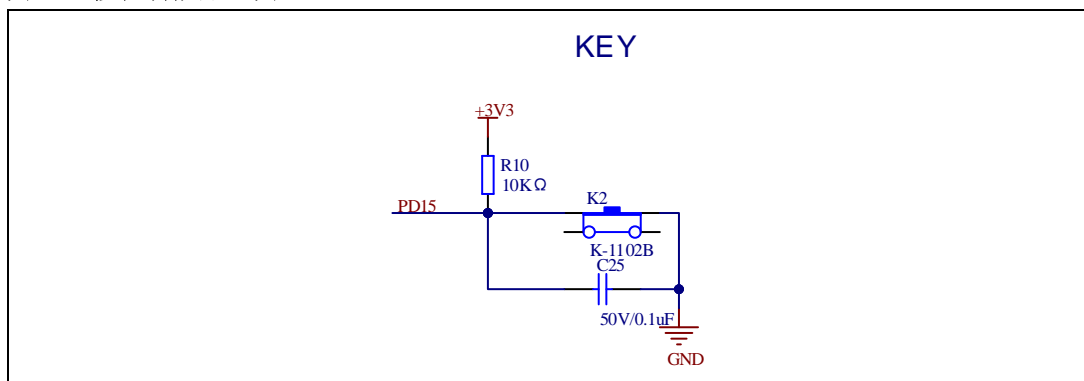 KEY
+3V3
R10
10KΩ
PD15
K2
K-1102B
C25
50V/0.1uF
GND